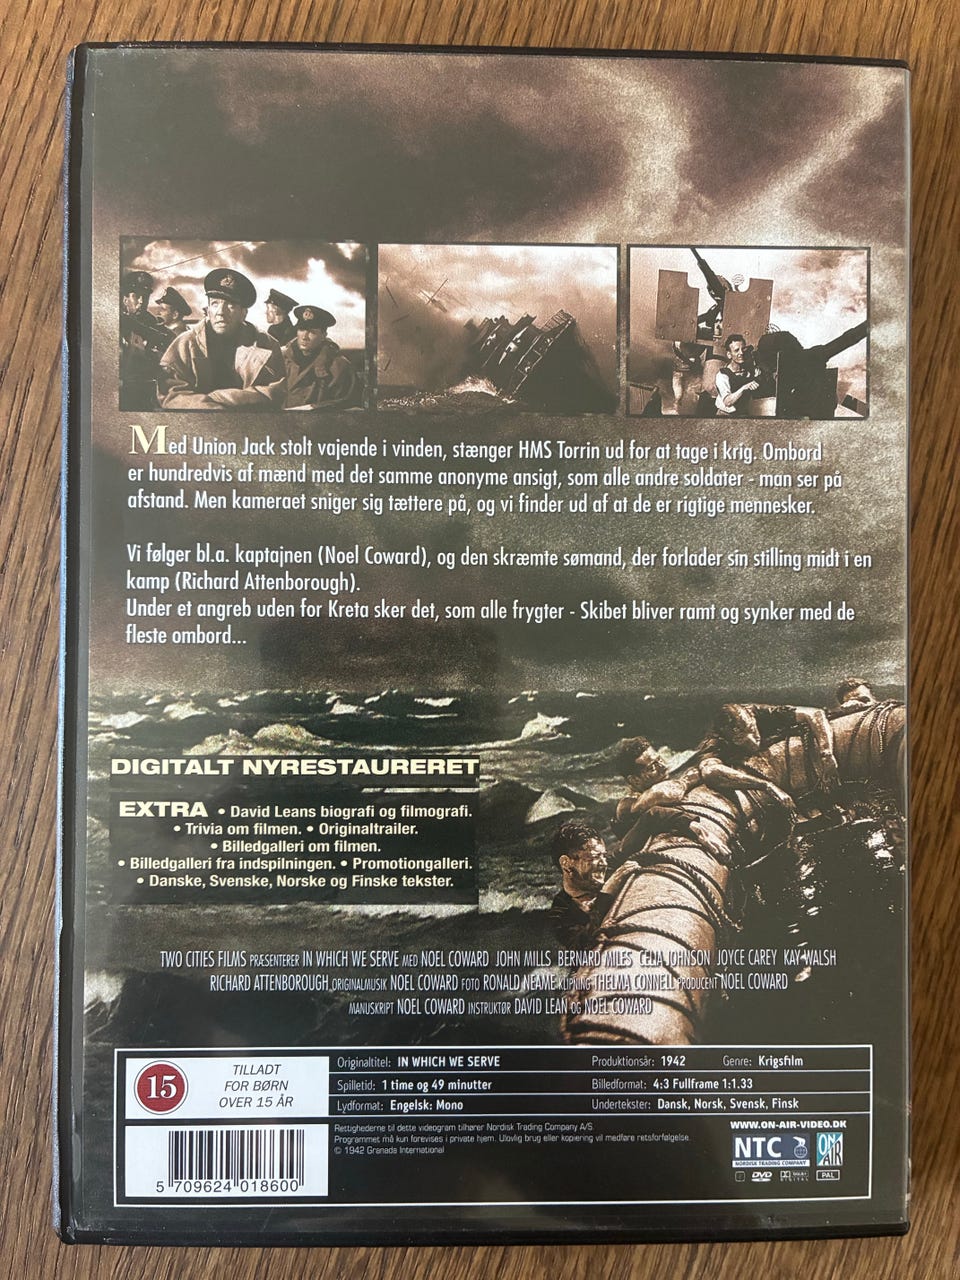 Med Union Jack stolt vajende i vinden, stænger HMS Torrin ud for at tage i krig. Ombord
er hundredvis af mænd med det samme anonyme ansigt, som alle andre soldater - man ser på
afstand. Men kameraet sniger sig tættere på, og vi finder ud af at de er rigtige mennesker.
Vi følger bl.a. kaptajnen (Noel Coward), og den skræmte sømand, der forlader sin stilling midt i en
kamp (Richard Attenborough).
Under et angreb uden for Kreta sker det, som alle frygter - Skibet bliver ramt og synker med de
fleste ombord...
DIGITALT NYRESTAURERET
EXTRA • David Leans biografi og filmografi.
• Trivia om filmen. • Originaltrailer.
• Billedgalleri om filmen.
• Billedgalleri fra indspilningen. • Promotiongalleri.
• Danske, Svenske, Norske og Finske tekster.
TWO CITIES FILMS PRÆSENTERER IN WHICH WE SERVE MED NOEL COWARD JOHN MILLS BERNARD MILES CELIA JOHNSON JOYCE CAREY KAY WALSH
RICHARD ATTENBOROUGH ORIGINALMUSIK NOEL COWARD FOTO RONALD NEAME KLIPNING THELMA CONNELL PRODUCENT NOEL COWARD
MANUSKRIPT NOEL COWARD INSTRUKTØR DAVID LEAN OG NOEL COWARD
15
TILLADT
FOR BØRN
OVER 15 ÅR
Originaltitel: IN WHICH WE SERVE Produktionsår: 1942 Genre: Krigsfilm
Spilletid: 1 time og 49 minutter Billedformat: 4:3 Fullframe 1:1.33
Lydformat: Engelsk: Mono Undertekster: Dansk, Norsk, Svensk, Finsk
Rettighederne til dette videogram tilhører Nordisk Trading Company A/S.
Programmet må kun forevises i private hjem. Ulovlig brug eller kopiering vil medføre retsforfølgelse.
© 1942 Granada International
WWW.ON-AIR-VIDEO.DK
NTC
NORDISK TRADING COMPANY
ON AIR
DVD
PAL
5 709624 018600